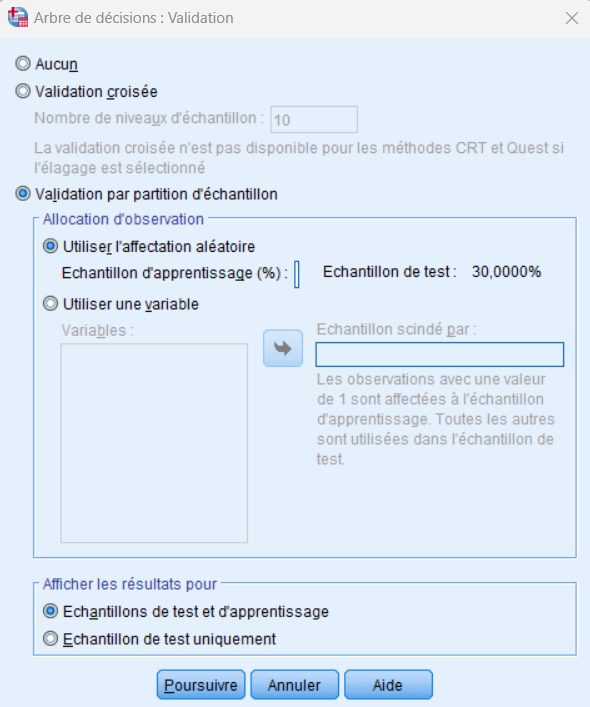 Arbre de décisions : Validation
Aucun
Validation croisée
Nombre de niveaux d'échantillon : 10
La validation croisée n'est pas disponible pour les méthodes CRT et Quest si
l'élagage est sélectionné
Validation par partition d'échantillon
Allocation d'observation
Utiliser l'affectation aléatoire
Echantillon d'apprentissage (%) : Echantillon de test : 30,0000%
Utiliser une variable
Variables :
Echantillon scindé par :
Les observations avec une valeur
de 1 sont affectées à l'échantillon
d'apprentissage. Toutes les autres
sont utilisées dans l'échantillon de
test.
Afficher les résultats pour
Echantillons de test et d'apprentissage
Echantillon de test uniquement
Poursuivre Annuler Aide